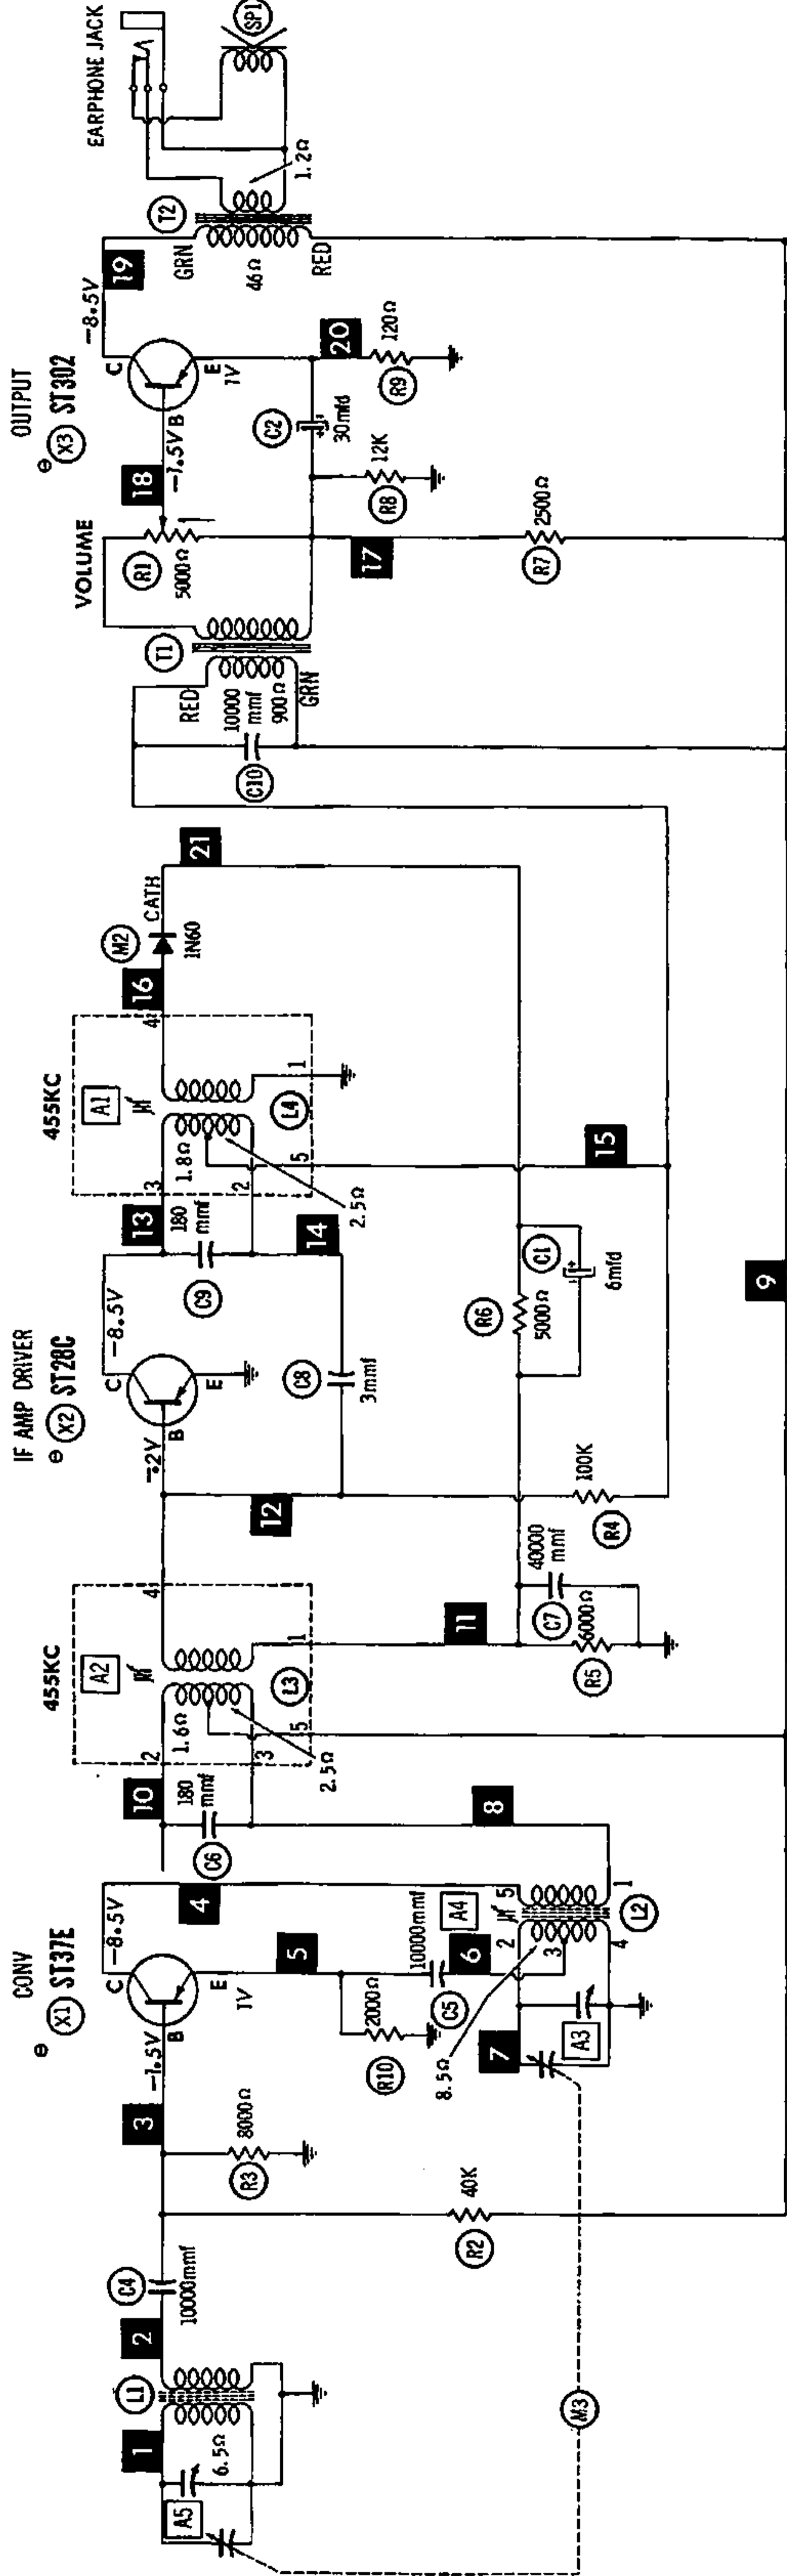 CONV
⊖ X1 ST37E
IF AMP DRIVER
⊖ X2 ST28C
OUTPUT
⊖ X3 ST302
EARPHONE JACK
SP1
L1
1
A5
6.5Ω
2
C4
10000mmf
3
-1.5V
B
C
-8.5V
E
1V
R3
8000Ω
R2
40K
M3
4
5
R10
2000Ω
C5
10000mmf
6
7
8.5Ω
A3
A4
2
5
3
4
1
L2
8
10
C6
180
mmf
455KC
A2
2
1.6Ω
3
2.5Ω
5
L3
4
1
11
C7
40000
mmf
R5
6000Ω
12
R4
100K
-.2V
B
C
-8.5V
E
C8
3mmf
13
C9
180
mmf
14
455KC
A1
3
1.8Ω
2
2.5Ω
5
L4
4
1
15
R6
5000Ω
C1
+
6mfd
16
M2
CATH
1N60
21
9
C10
10000
mmf
RED
900Ω
GRN
T1
VOLUME
R1
5000Ω
17
R7
2500Ω
18
-1.5V
B
C
-8.5V
E
1V
R8
12K
C2
+
30mfd
20
R9
120Ω
19
T2
GRN
46Ω
RED
1.2Ω